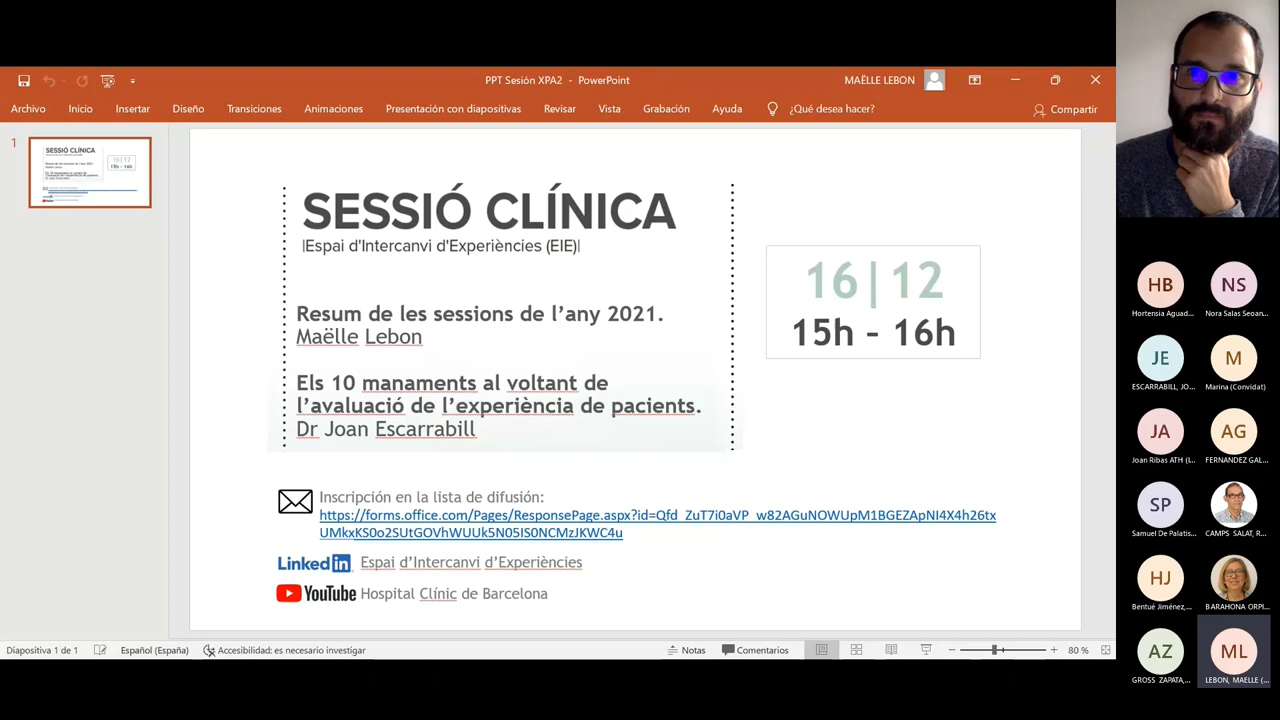 PPT Sesión XPA2 - PowerPoint
MAËLLE LEBON
Archivo Inicio Insertar Diseño Transiciones Animaciones Presentación con diapositivas Revisar Vista Grabación Ayuda ¿Qué desea hacer? Compartir
1
SESSIÓ CLÍNICA
|Espai d'Intercanvi d'Experiències (EIE)|
16|12
15h - 16h
Resum de les sessions de l'any 2021.
Maëlle Lebon
Els 10 manaments al voltant de
l'avaluació de l'experiència de pacients.
Dr Joan Escarrabill
Inscripción en la lista de difusión:
https://forms.office.com/Pages/ResponsePage.aspx?id=Qfd_ZuT7i0aVP_w82AGuNOWUpM1BGEZApNI4X4h26tx
UMkxKS0o2SUtGOVhWUUk5N05IS0NCMzJKWC4u
Linked in Espai d'Intercanvi d'Experiències
YouTube Hospital Clínic de Barcelona
Diapositiva 1 de 1 Español (España) Accesibilidad: es necesario investigar Notas Comentarios 80 %
HB NS
Hortensia Aguad... Nora Salas Seoan...
JE M
ESCARRABILL, JO... Marina (Convidat)
JA AG
Joan Ribas ATH (I... FERNANDEZ GAL...
SP
Samuel De Palatis... CAMPS SALAT, R...
HJ
Bentué Jiménez,... BARAHONA ORPI...
AZ ML
GROSS ZAPATA,... LEBON, MAELLE (...